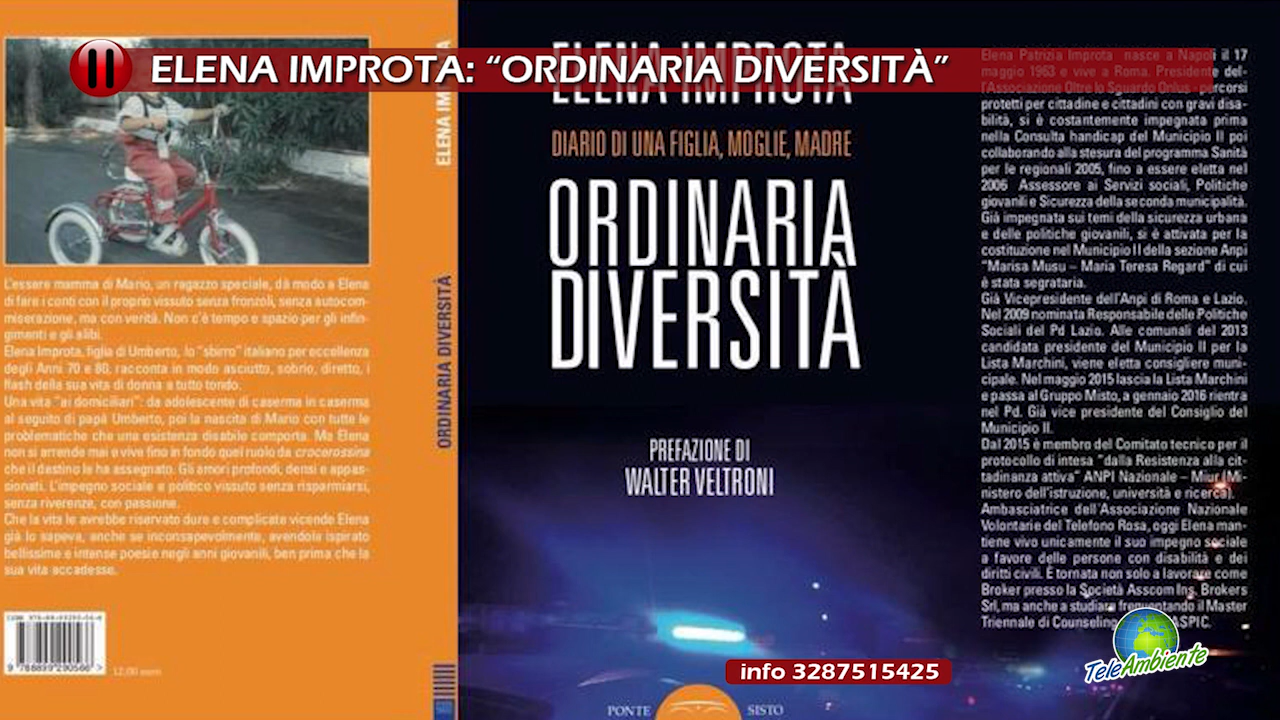 ELENA IMPROTA: “ORDINARIA DIVERSITÀ”
L'essere mamma di Mario, un ragazzo speciale, dà modo a Elena
di fare i conti con il proprio vissuto senza fronzoli, senza autocom-
miserazione, ma con verità. Non c'è tempo e spazio per gli infin-
gimenti e gli alibi.
Elena Improta, figlia di Umberto, lo "sbirro" italiano per eccellenza
degli Anni 70 e 80, racconta in modo asciutto, sobrio, diretto, i
flash della sua vita di donna a tutto tondo.
Una vita "ai domiciliari": da adolescente di caserma in caserma
al seguito di papà Umberto, poi la nascita di Mario con tutte le
problematiche che una esistenza disabile comporta. Ma Elena
non si arrende mai e vive fino in fondo quel ruolo da crocerossina
che il destino le ha assegnato. Gli amori profondi, densi e appas-
sionati. L'impegno sociale e politico vissuto senza risparmiarsi,
senza riverenze, con passione.
Che la vita le avrebbe riservato dure e complicate vicende Elena
già lo sapeva, anche se inconsapevolmente, avendole ispirato
bellissime e intense poesie negli anni giovanili, ben prima che la
sua vita accadesse.
12,00 euro
ELENA IM
ORDINARIA DIVERSITÀ
ELENA IMPROTA
DIARIO DI UNA FIGLIA, MOGLIE, MADRE
ORDINARIA
DIVERSITÀ
PREFAZIONE DI
WALTER VELTRONI
PONTE SISTO
Elena Patrizia Improta nasce a Napoli il 17
maggio 1963 e vive a Roma. Presidente del-
l'Associazione Oltre lo Sguardo Onlus - percorsi
protetti per cittadine e cittadini con gravi disa-
bilità, si è costantemente impegnata prima
nella Consulta handicap del Municipio II poi
collaborando alla stesura del programma Sanità
per le regionali 2005, fino a essere eletta nel
2006 Assessore ai Servizi sociali, Politiche
giovanili e Sicurezza della seconda municipalità.
Già impegnata sui temi della sicurezza urbana
e delle politiche giovanili, si è attivata per la
costituzione nel Municipio II della sezione Anpi
"Marisa Musu – Maria Teresa Regard" di cui
è stata segrataria.
Già Vicepresidente dell'Anpi di Roma e Lazio.
Nel 2009 nominata Responsabile delle Politiche
Sociali del Pd Lazio. Alle comunali del 2013
candidata presidente del Municipio II per la
Lista Marchini, viene eletta consigliere muni-
cipale. Nel maggio 2015 lascia la Lista Marchini
e passa al Gruppo Misto, a gennaio 2016 rientra
nel Pd. Già vice presidente del Consiglio del
Municipio II.
Dal 2015 è membro del Comitato tecnico per il
protocollo di intesa "dalla Resistenza alla cit-
tadinanza attiva" ANPI Nazionale – Miur (Mi-
nistero dell'istruzione, università e ricerca).
Ambasciatrice dell'Associazione Nazionale
Volontarie del Telefono Rosa, oggi Elena man-
tiene vivo unicamente il suo impegno sociale
a favore delle persone con disabilità e dei
diritti civili. È tornata non solo a lavorare come
Broker presso la Società Asscom Ins. Brokers
Srl, ma anche a studiare frequentando il Master
Triennale di Counseling ASPIC.
info 3287515425
TeleAmbiente